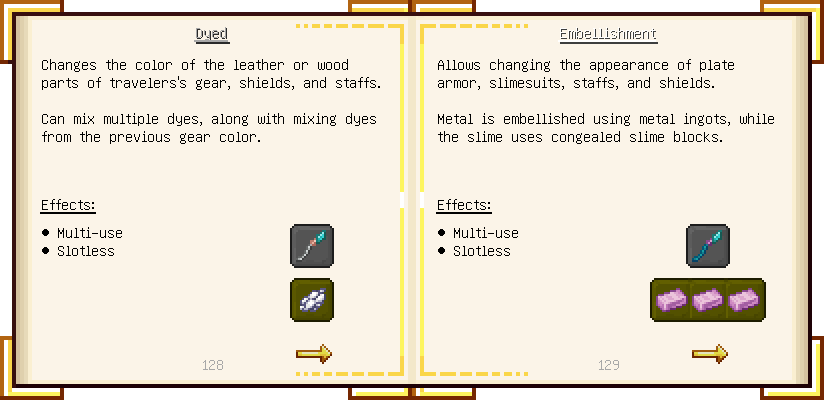 Dyed
Changes the color of the leather or wood
parts of travelers's gear, shields, and staffs.
Can mix multiple dyes, along with mixing dyes
from the previous gear color.
Effects:
● Multi-use
● Slotless
128
Embellishment
Allows changing the appearance of plate
armor, slimesuits, staffs, and shields.
Metal is embellished using metal ingots, while
the slime uses congealed slime blocks.
Effects:
● Multi-use
● Slotless
129